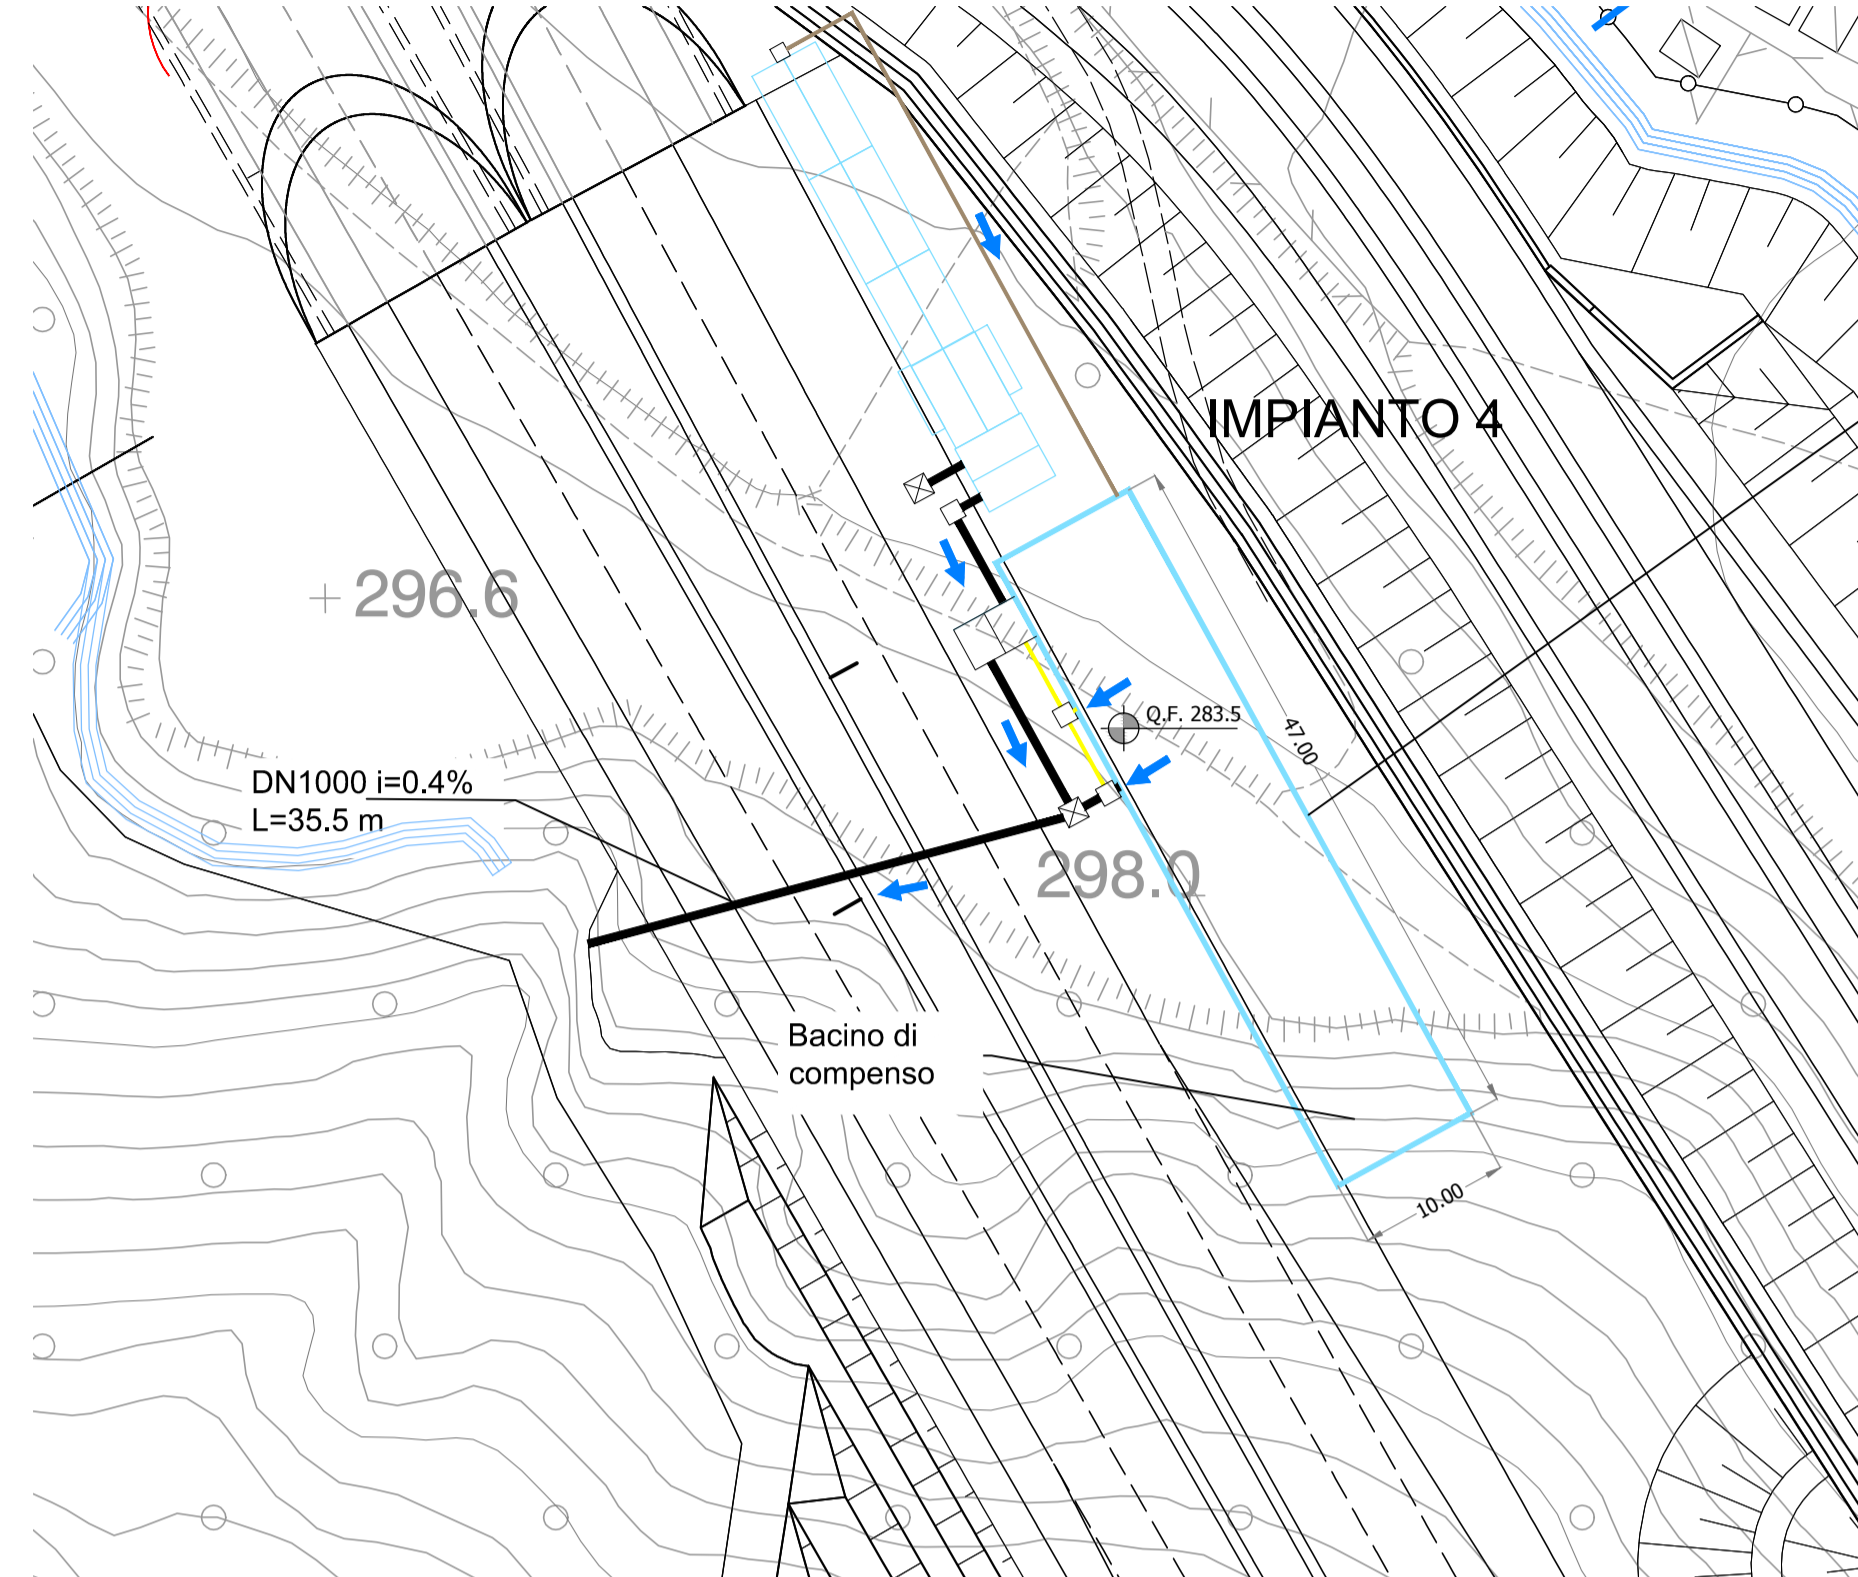 IMPIANTO 4
296.6
Q.F. 283.5
47.00
DN1000 i=0.4%
L=35.5 m
298.0
Bacino di
compenso
10.00